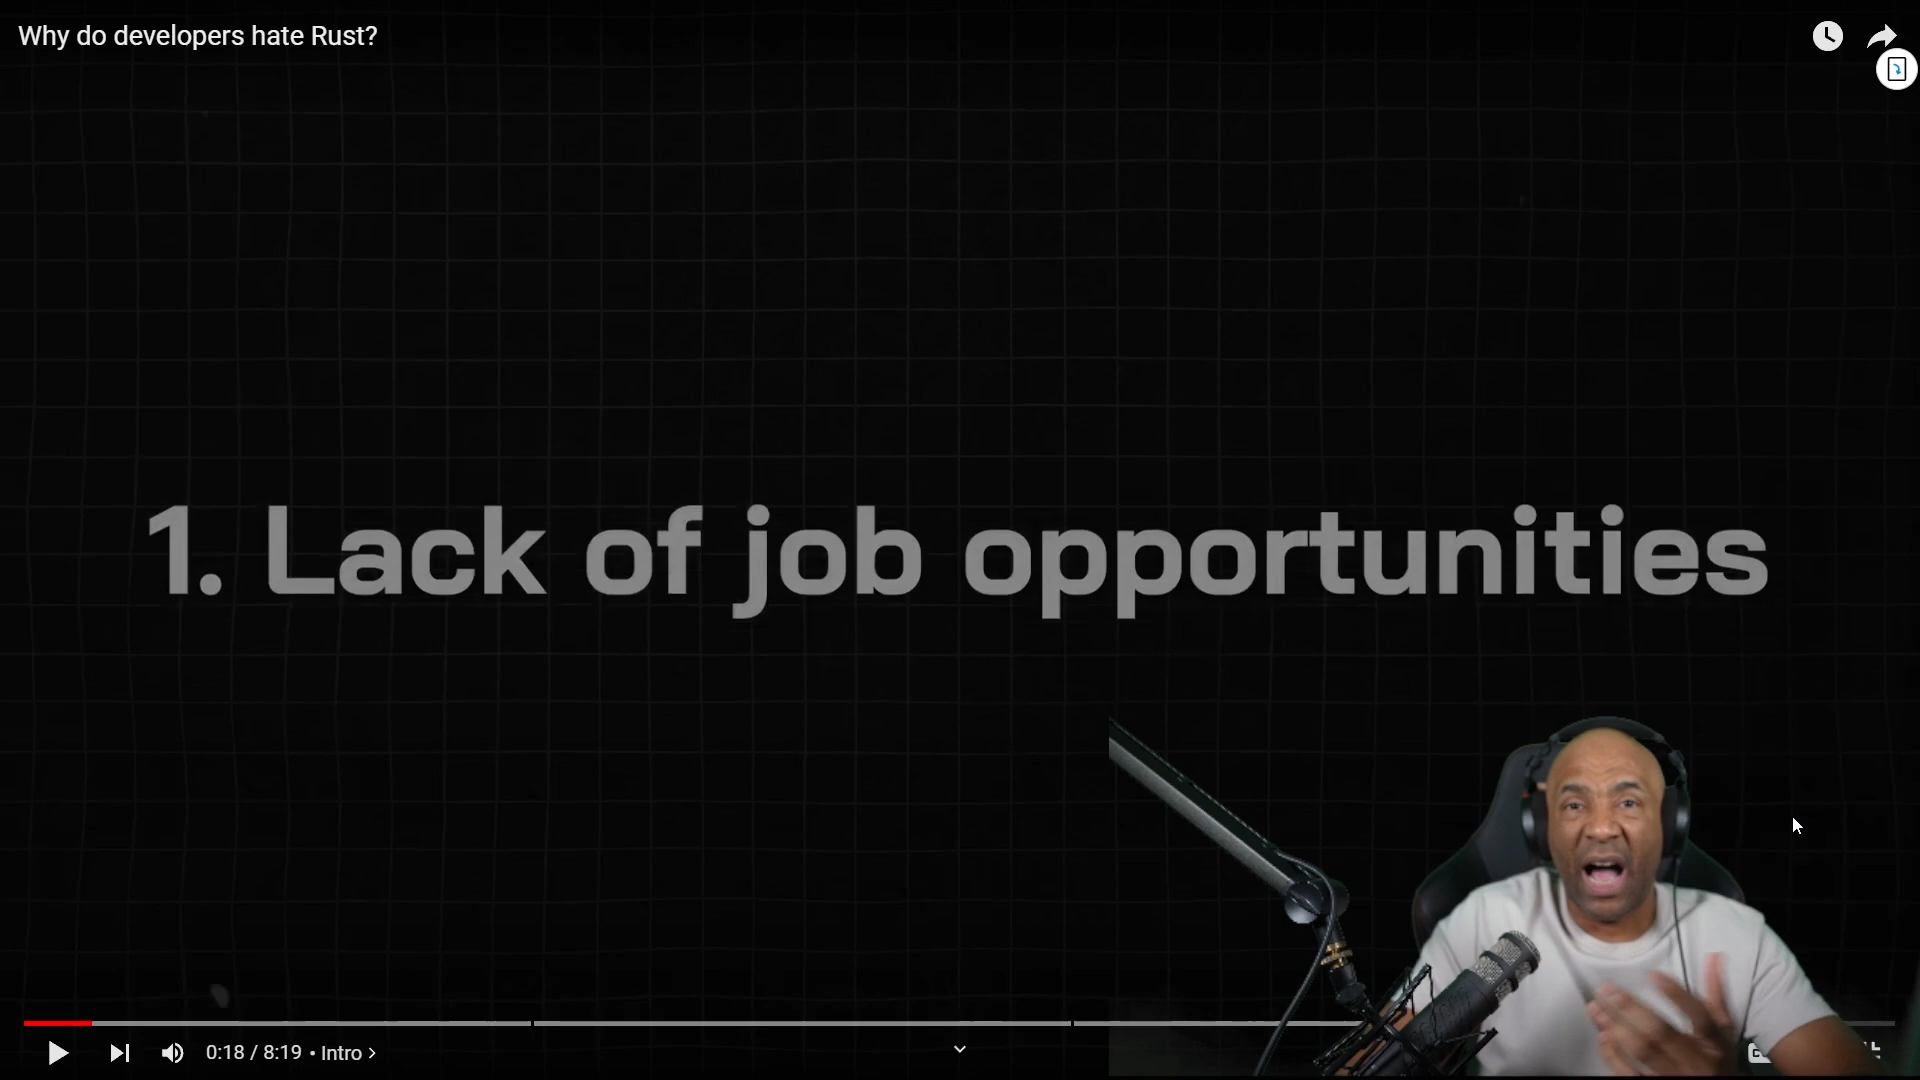 Why do developers hate Rust?
1. Lack of job opportunities
0:18 / 8:19 • Intro >